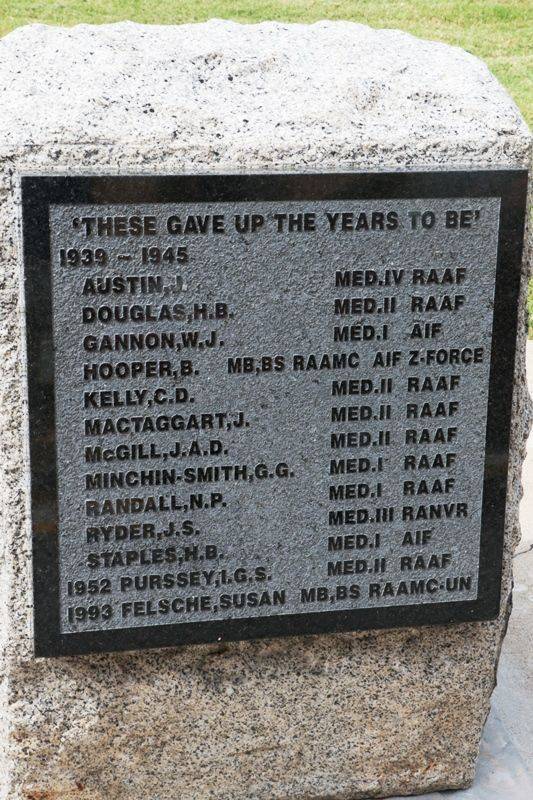 'THESE GAVE UP THE YEARS TO BE'
1939 – 1945
AUSTIN,J. MED.IV RAAF
DOUGLAS,H.B. MED.II RAAF
GANNON,W.J. MED.I AIF
HOOPER,B. MB,BS RAAMC AIF Z-FORCE
KELLY,C.D. MED.II RAAF
MACTAGGART,J. MED.II RAAF
McGILL,J.A.D. MED.II RAAF
MINCHIN-SMITH,G.G. MED.I RAAF
RANDALL,N.P. MED.I RAAF
RYDER,J.S. MED.III RANVR
STAPLES,H.B. MED.I AIF
1952 PURSSEY,I.G.S. MED.II RAAF
1993 FELSCHE,SUSAN MB,BS RAAMC-UN